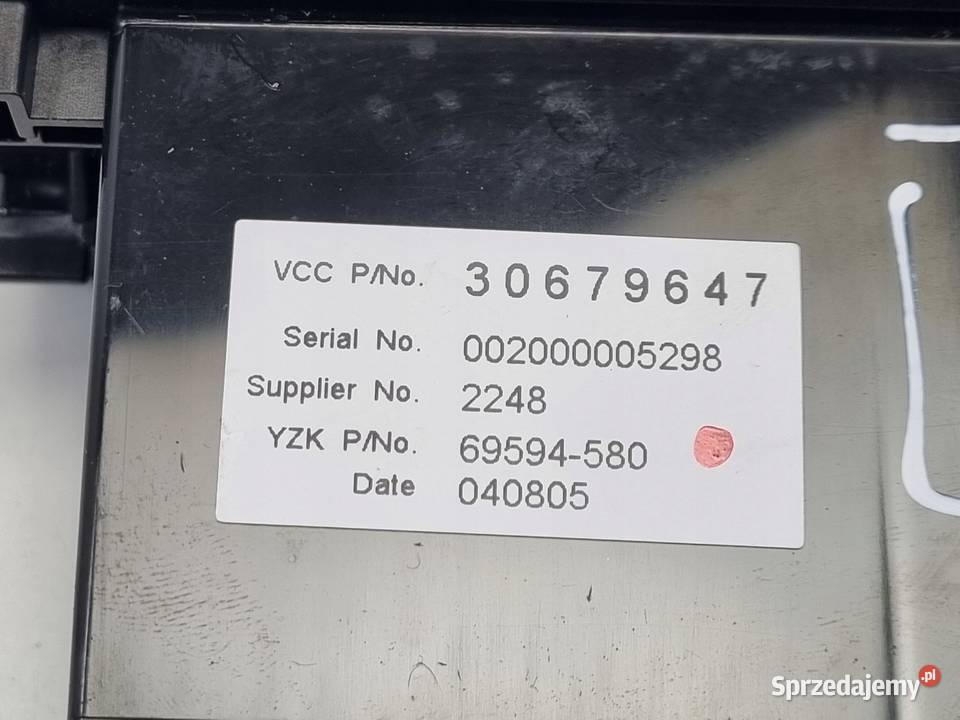 VCC P/No. 30679647
Serial No. 002000005298
Supplier No. 2248
YZK P/No. 69594-580
Date 040805
Sprzedajemy.pl